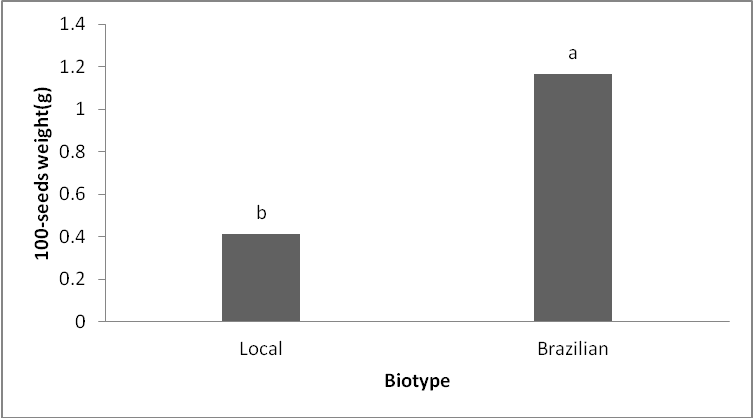 1.4
1.2
1
0.8
0.6
0.4
0.2
0
100-seeds weight(g)
b
a
Local
Brazilian
Biotype